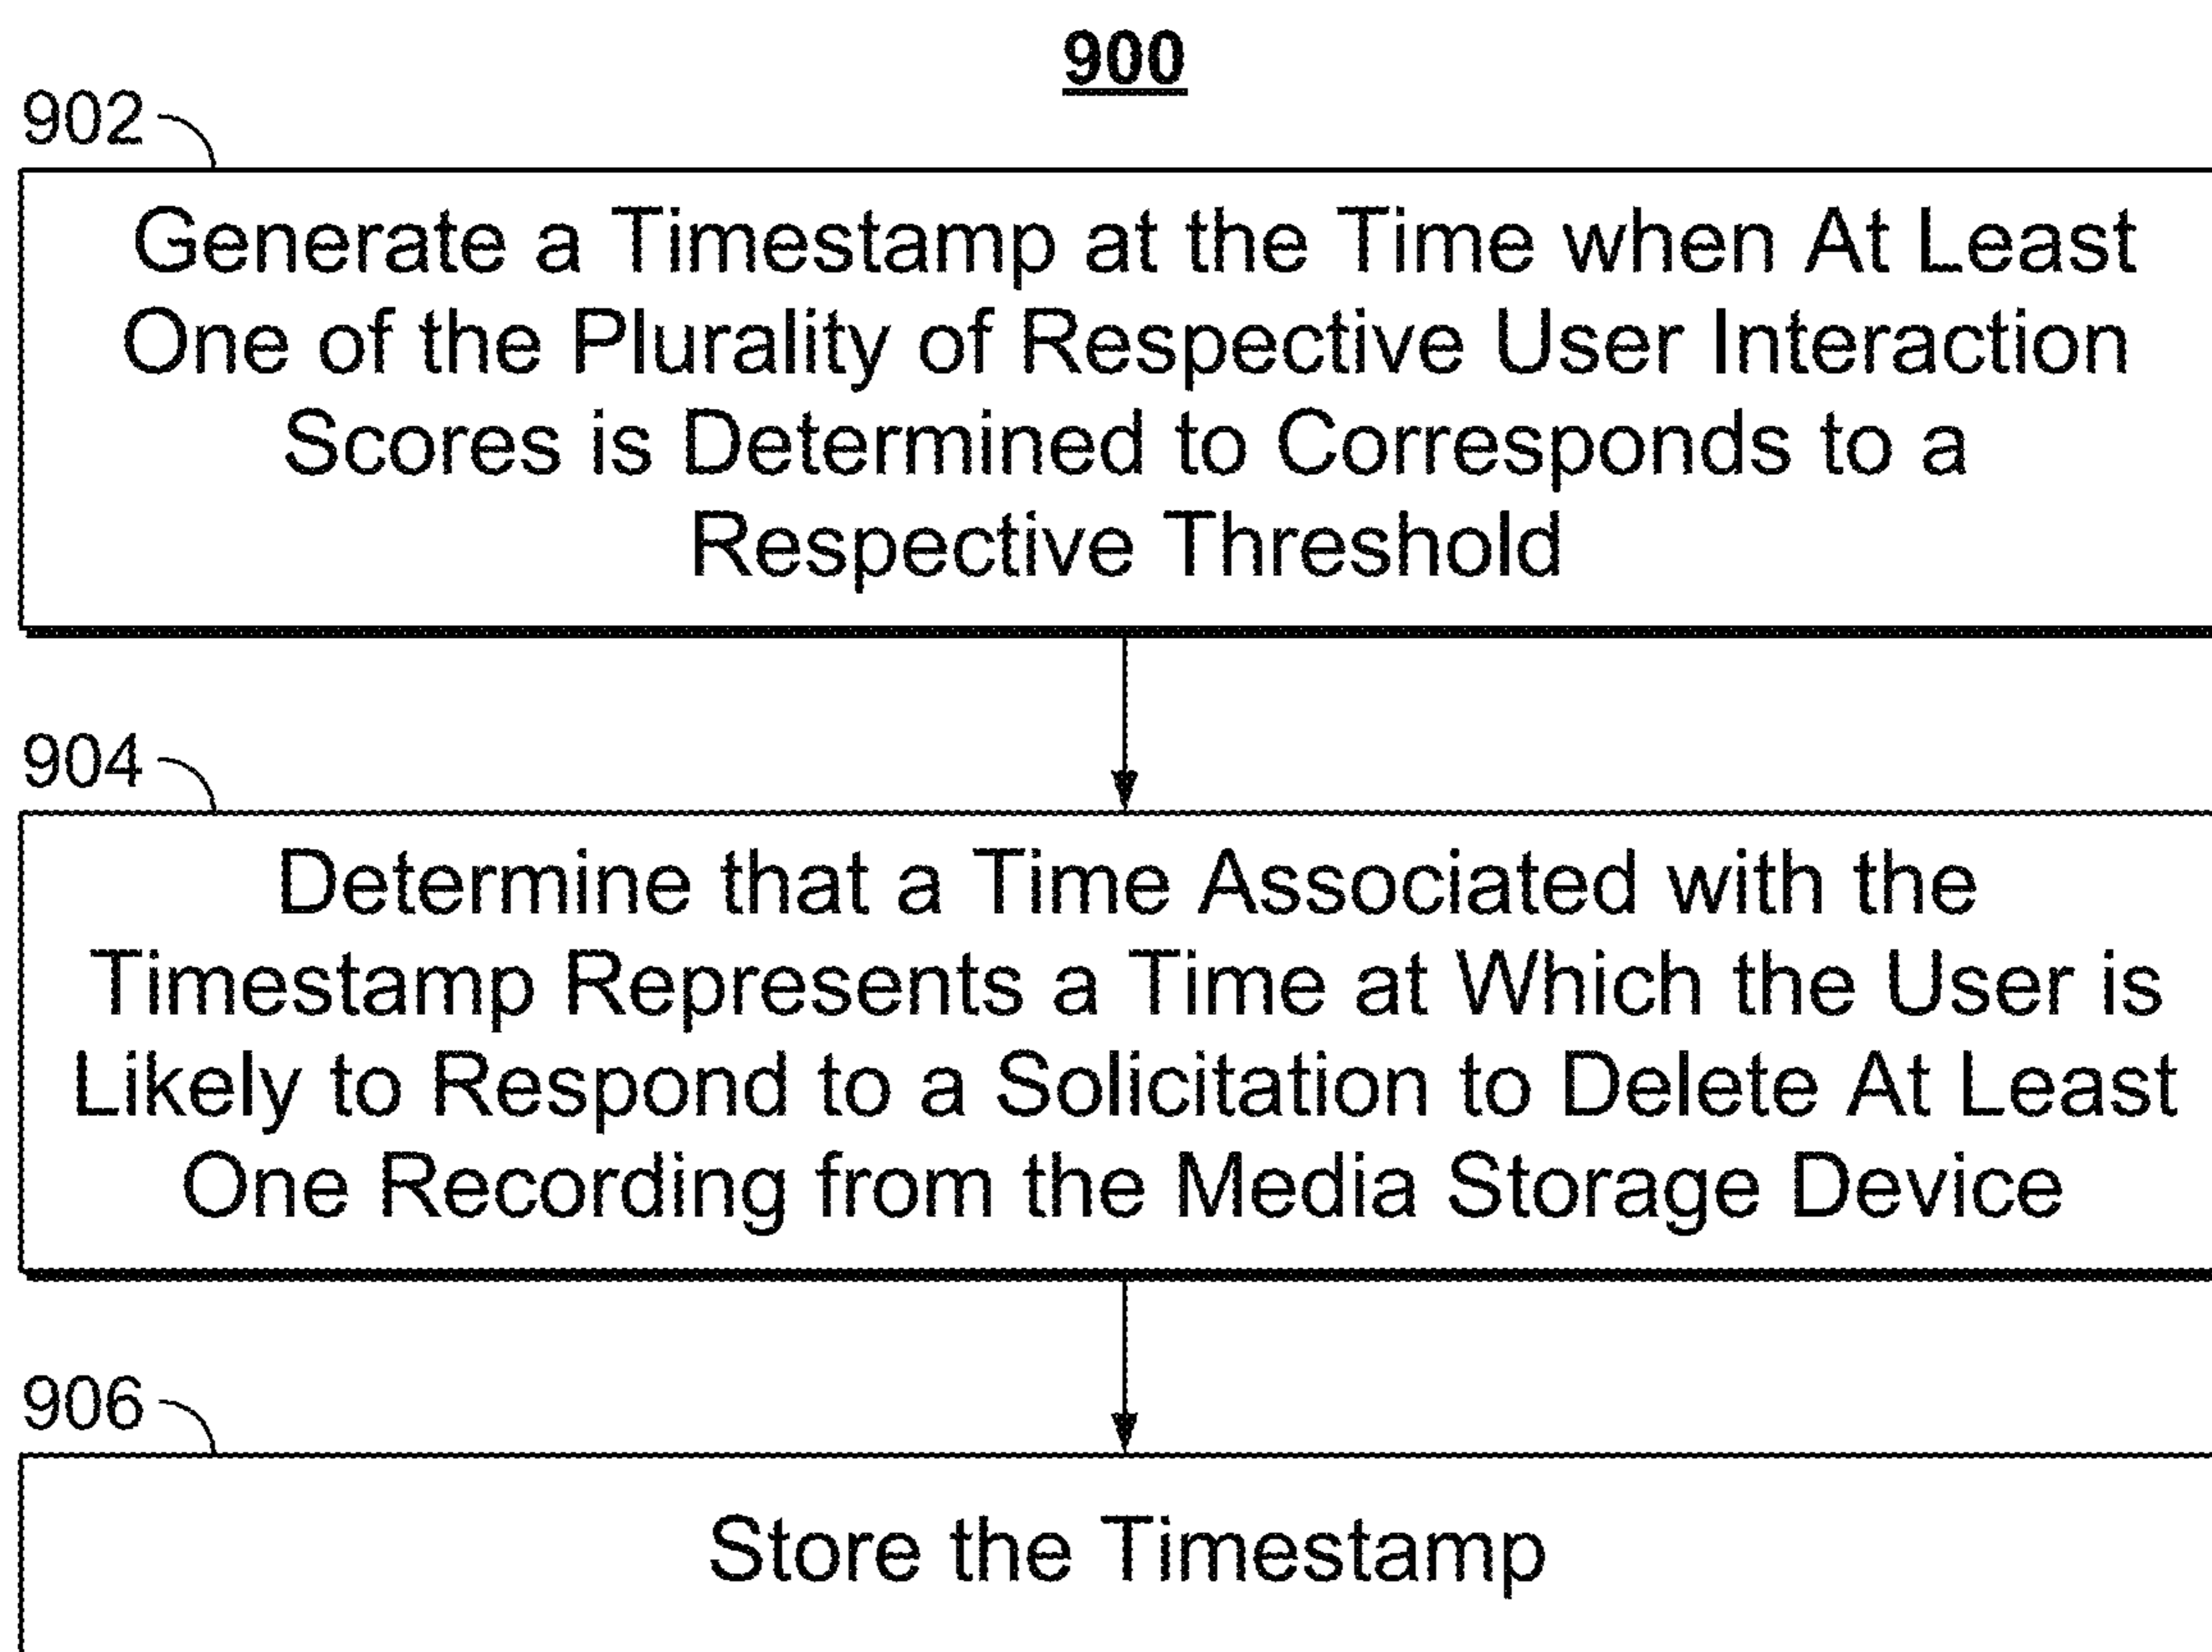 900
902
Generate a Timestamp at the Time when At Least
One of the Plurality of Respective User Interaction
Scores is Determined to Corresponds to a
Respective Threshold
904
Determine that a Time Associated with the
Timestamp Represents a Time at Which the User is
Likely to Respond to a Solicitation to Delete At Least
One Recording from the Media Storage Device
906
Store the Timestamp